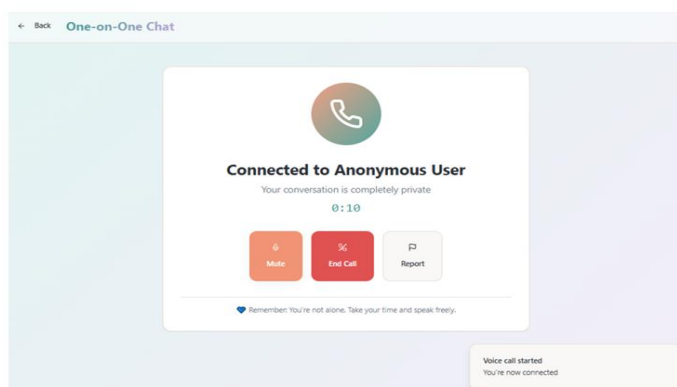 Back One-on-One Chat
Connected to Anonymous User
Your conversation is completely private
0:10
Mute End Call Report
Remember: You're not alone. Take your time and speak freely.
Voice call started
You're now connected